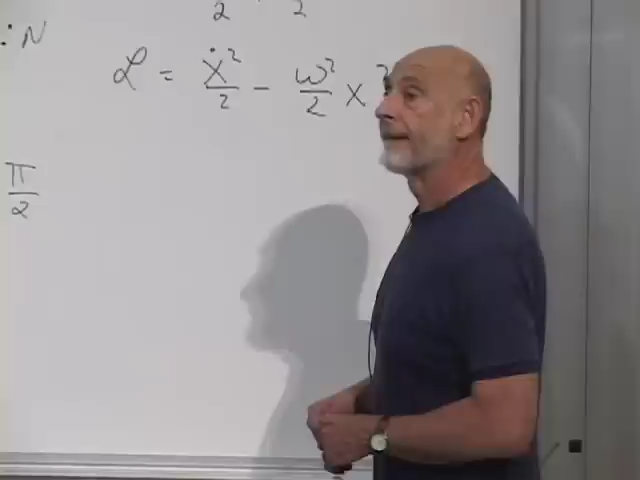 : N
ℒ = ẋ²/2 − ω²/2 x²
π/2